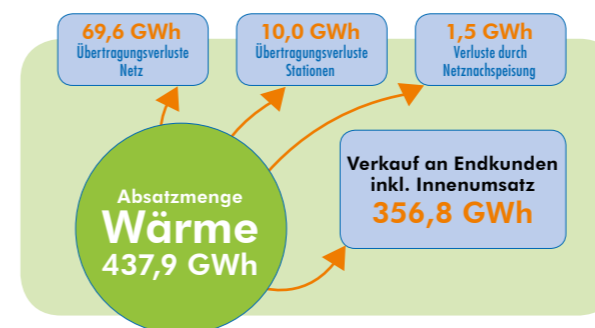 69,6 GWh
Übertragungsverluste
Netz
10,0 GWh
Übertragungsverluste
Stationen
1,5 GWh
Verluste durch
Netznachspeisung
Absatzmenge
Wärme
437,9 GWh
Verkauf an Endkunden
inkl. Innenumsatz
356,8 GWh